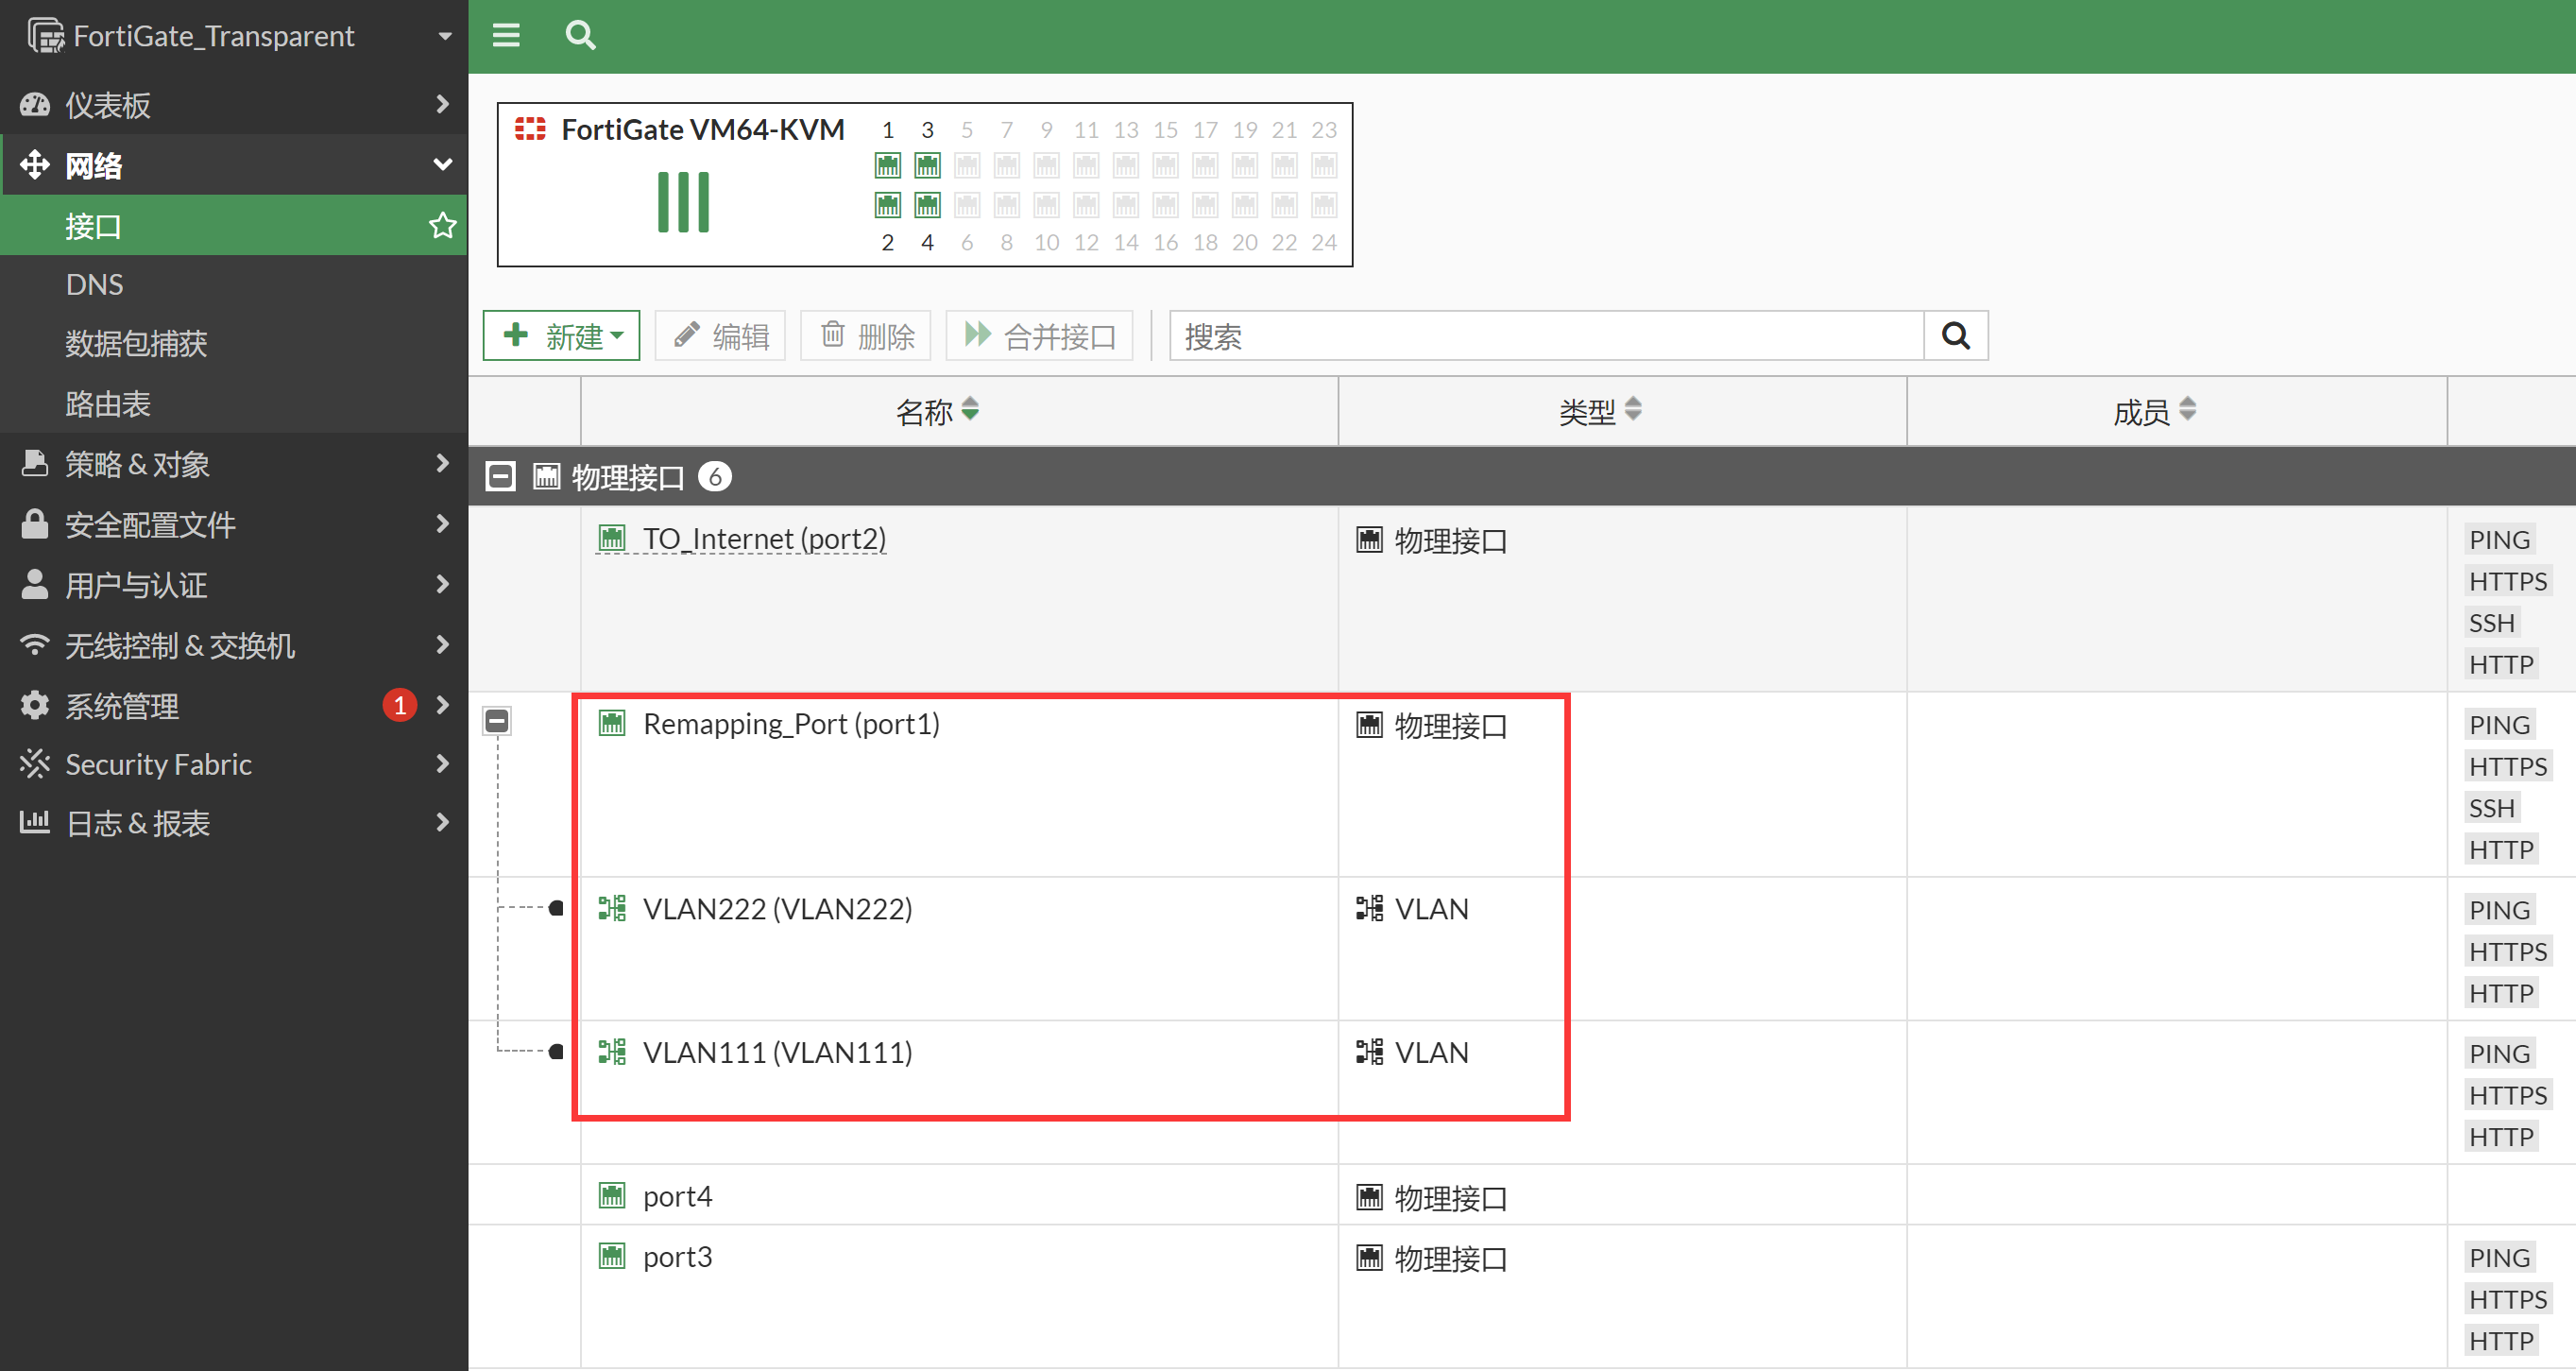 FortiGate_Transparent
仪表板
网络
接口
DNS
数据包捕获
路由表
策略 & 对象
安全配置文件
用户与认证
无线控制 & 交换机
系统管理 1
Security Fabric
日志 & 报表
FortiGate VM64-KVM
1 3 5 7 9 11 13 15 17 19 21 23
2 4 6 8 10 12 14 16 18 20 22 24
新建 编辑 删除 合并接口 搜索
名称 类型 成员
物理接口 6
TO_Internet (port2) 物理接口 PING
HTTPS
SSH
HTTP
Remapping_Port (port1) 物理接口 PING
HTTPS
SSH
HTTP
VLAN222 (VLAN222) VLAN PING
HTTPS
HTTP
VLAN111 (VLAN111) VLAN PING
HTTPS
HTTP
port4 物理接口
port3 物理接口 PING
HTTPS
HTTP